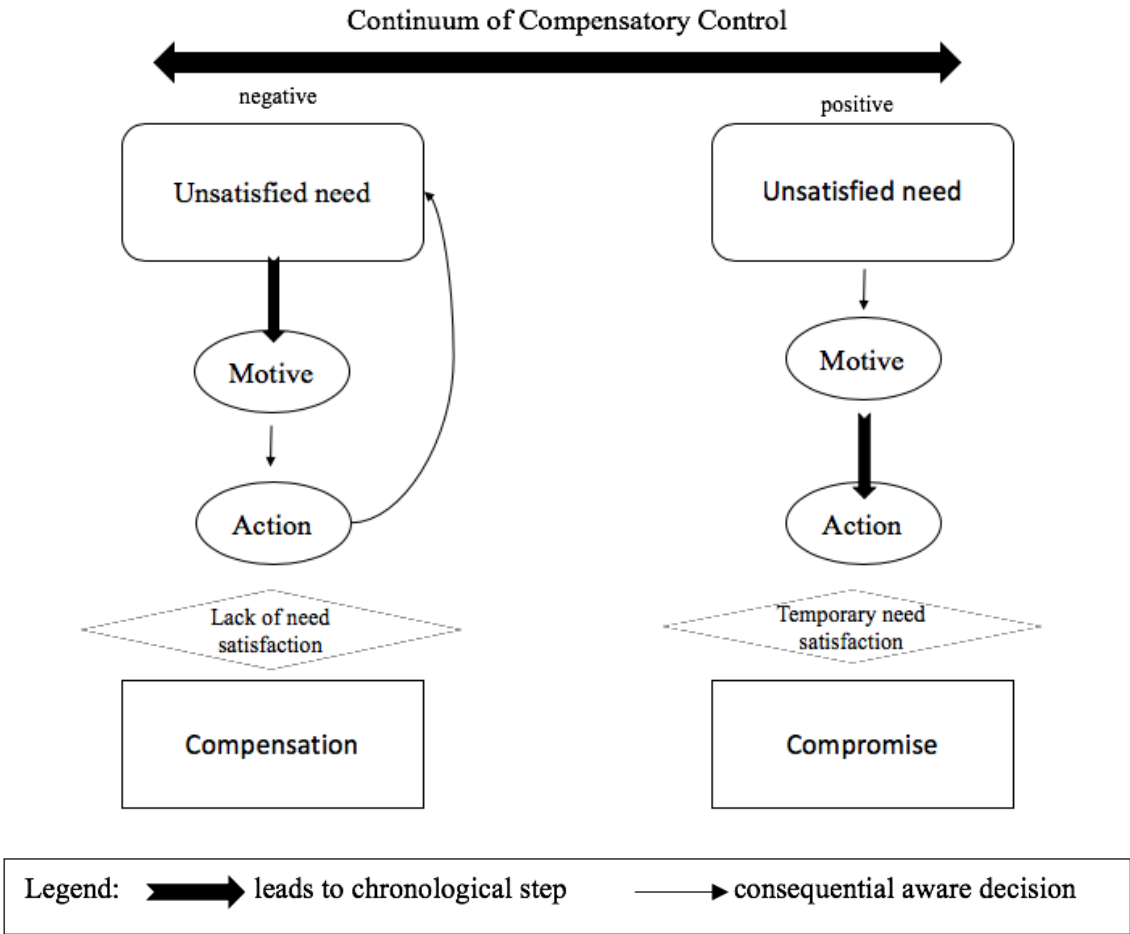 Continuum of Compensatory Control
negative
positive
Unsatisfied need
Unsatisfied need
Motive
Motive
Action
Action
Lack of need
satisfaction
Temporary need
satisfaction
Compensation
Compromise
Legend: leads to chronological step consequential aware decision